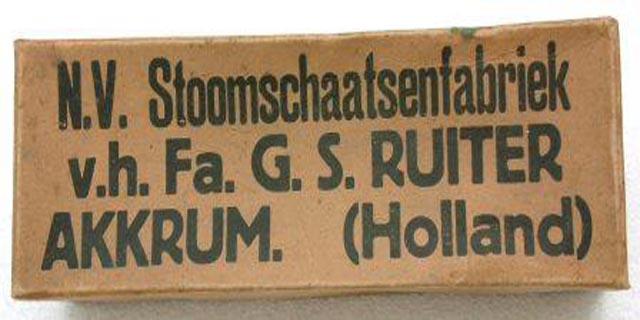 N.V. Stoomschaatsenfabriek
v.h. Fa. G. S. RUITER
AKKRUM. (Holland)